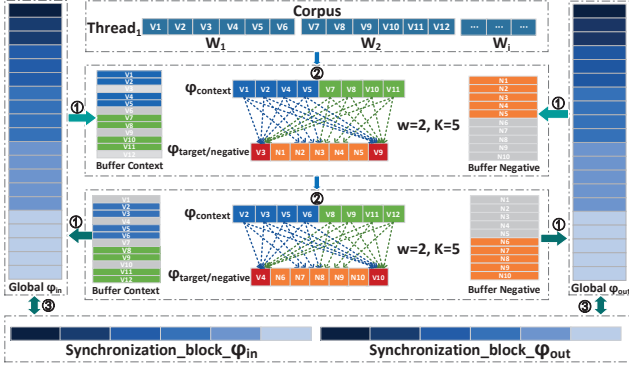 Corpus
Thread1 V1 V2 V3 V4 V5 V6 V7 V8 V9 V10 V11 V12 ... ... ...
W1 W2 Wi
① ② ①
V1
V2
V3
V4
V5
V6
V7
V8
V9
V10
V11
V12
Buffer Context
φcontext V1 V2 V4 V5 V7 V8 V10 V11
w=2, K=5
φtarget/negative V3 N1 N2 N3 N4 N5 V9
N1
N2
N3
N4
N5
N6
N7
N8
N9
N10
Buffer Negative
① ② ①
V1
V2
V3
V4
V5
V6
V7
V8
V9
V10
V11
V12
Buffer Context
φcontext V2 V3 V5 V6 V8 V9 V11 V12
w=2, K=5
φtarget/negative V4 N6 N7 N8 N9 N10 V10
N1
N2
N3
N4
N5
N6
N7
N8
N9
N10
Buffer Negative
Global φin Global φout
③ ③
Synchronization_block_φin Synchronization_block_φout